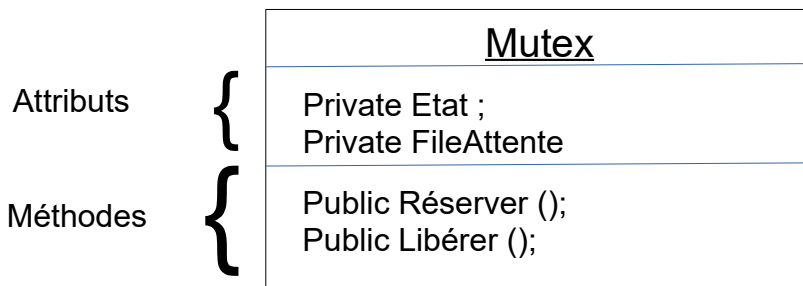 Mutex
Attributs
Private Etat ;
Private FileAttente
Méthodes
Public Réserver ();
Public Libérer ();